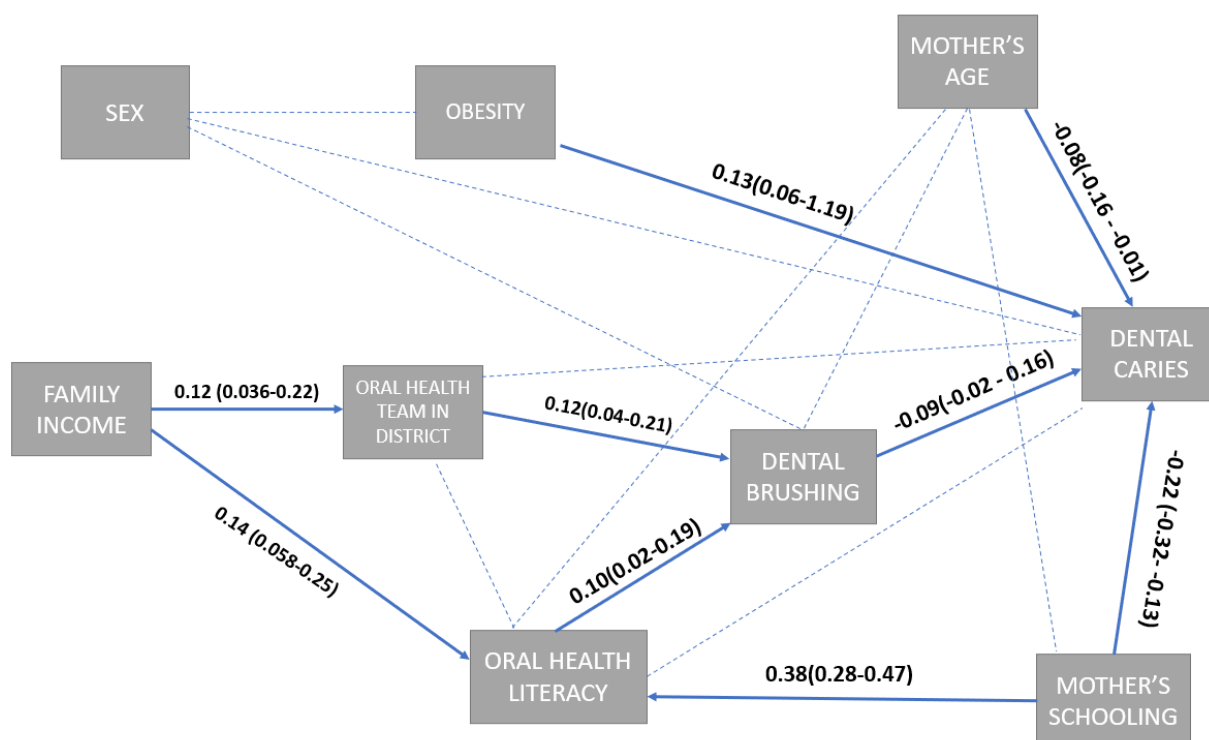 MOTHER'S
AGE
SEX
OBESITY
-0.08(-0.16 - -0.01)
0.13(0.06-1.19)
DENTAL
CARIES
FAMILY
INCOME
0.12 (0.036-0.22)
ORAL HEALTH
TEAM IN
DISTRICT
0.12(0.04-0.21)
-0.09(-0.02 - 0.16)
DENTAL
BRUSHING
0.14 (0.058-0.25)
0.10(0.02-0.19)
-0.22 (-0.32- -0.13)
ORAL HEALTH
LITERACY
0.38(0.28-0.47)
MOTHER'S
SCHOOLING